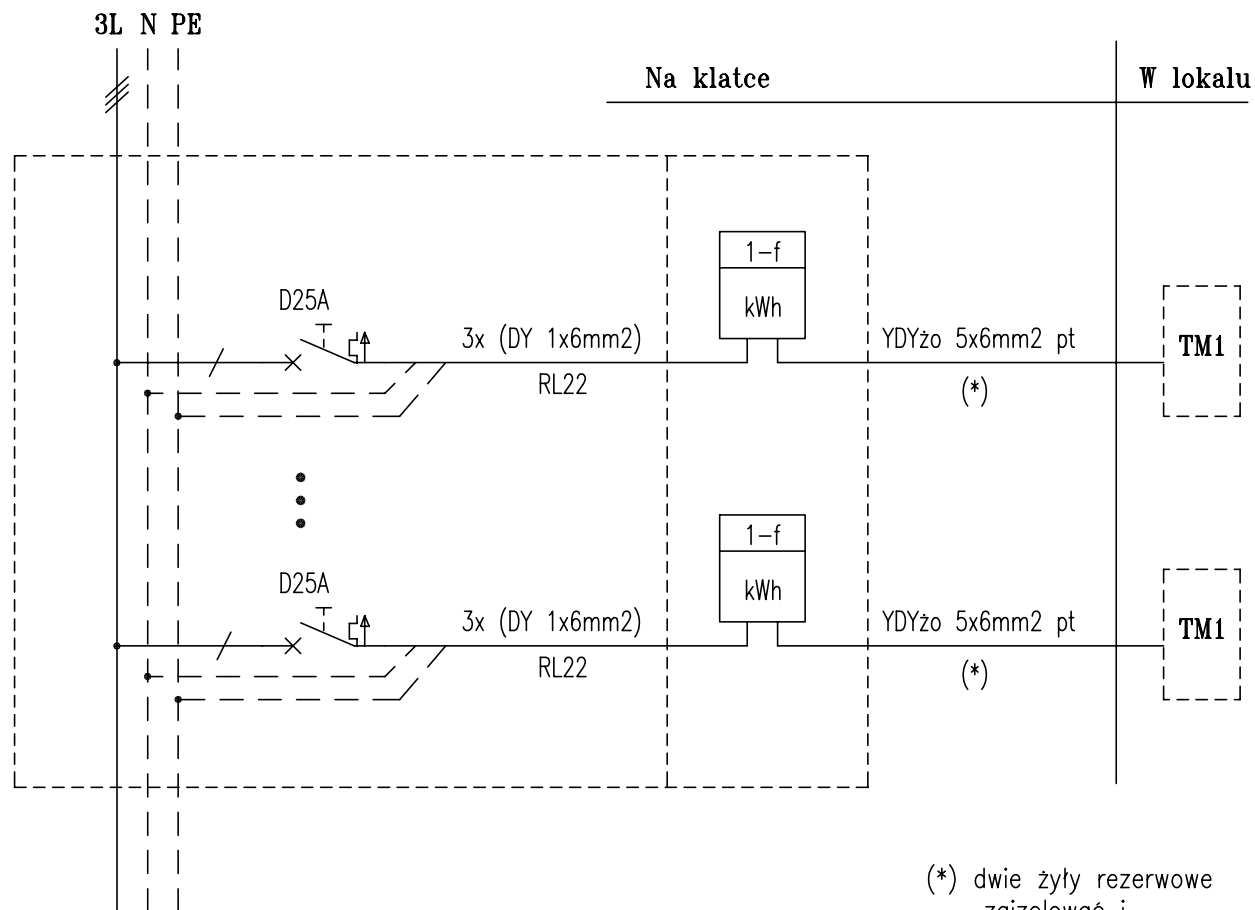 3L N PE
Na klatce
W lokalu
1-f
kWh
D25A
3x (DY 1x6mm2)
RL22
YDYżo 5x6mm2 pt
(*)
TM1
1-f
kWh
D25A
3x (DY 1x6mm2)
RL22
YDYżo 5x6mm2 pt
(*)
TM1
(*) dwie żyły rezerwowe
zaizolować i